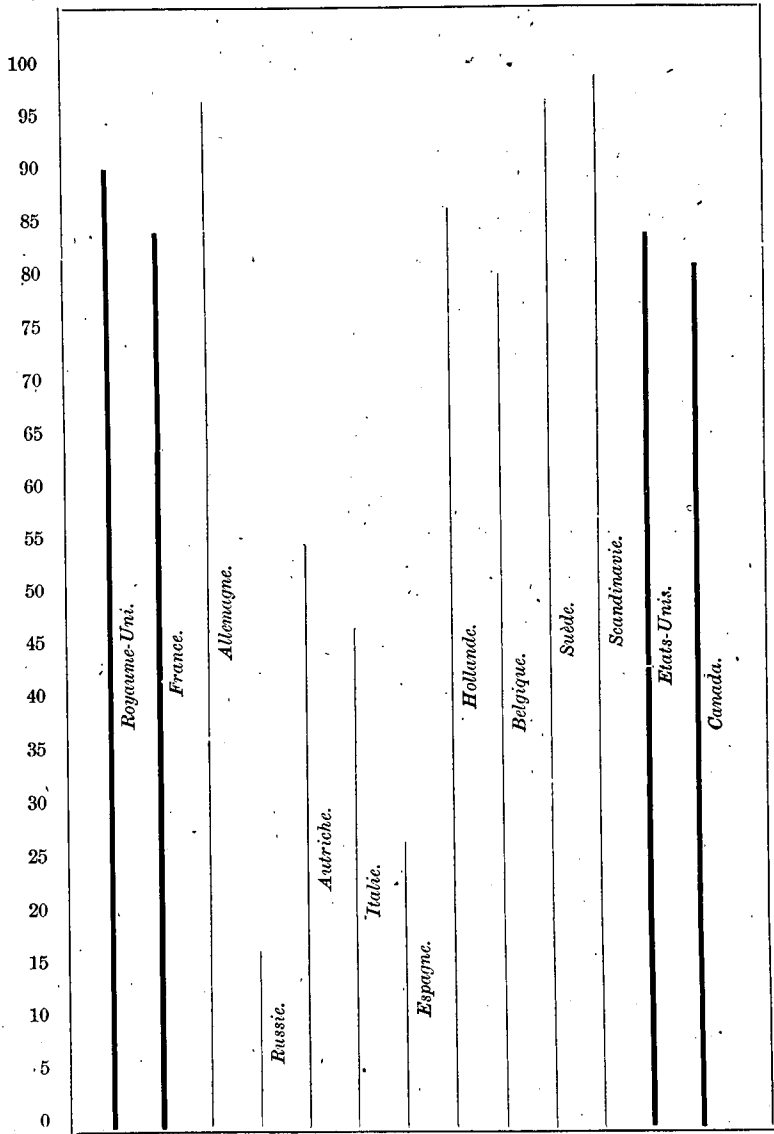 100
95
90
85
80
75
70
65
60
55
50
45
40
35
30
25
20
15
10
5
0
Royaume-Uni.
France.
Allemagne.
Russie.
Autriche.
Italie.
Espagne.
Hollande.
Belgique.
Suède.
Scandinavie.
Etats-Unis.
Canada.